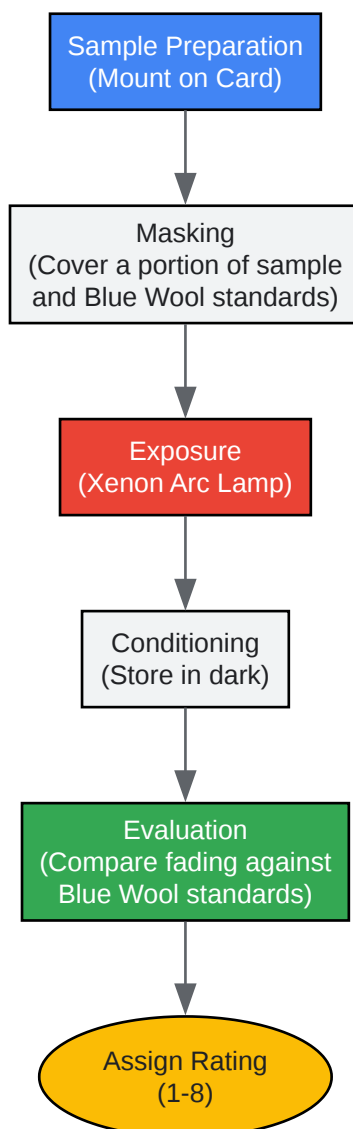 Sample Preparation
(Mount on Card)
Masking
(Cover a portion of sample
and Blue Wool standards)
Exposure
(Xenon Arc Lamp)
Conditioning
(Store in dark)
Evaluation
(Compare fading against
Blue Wool standards)
Assign Rating
(1-8)